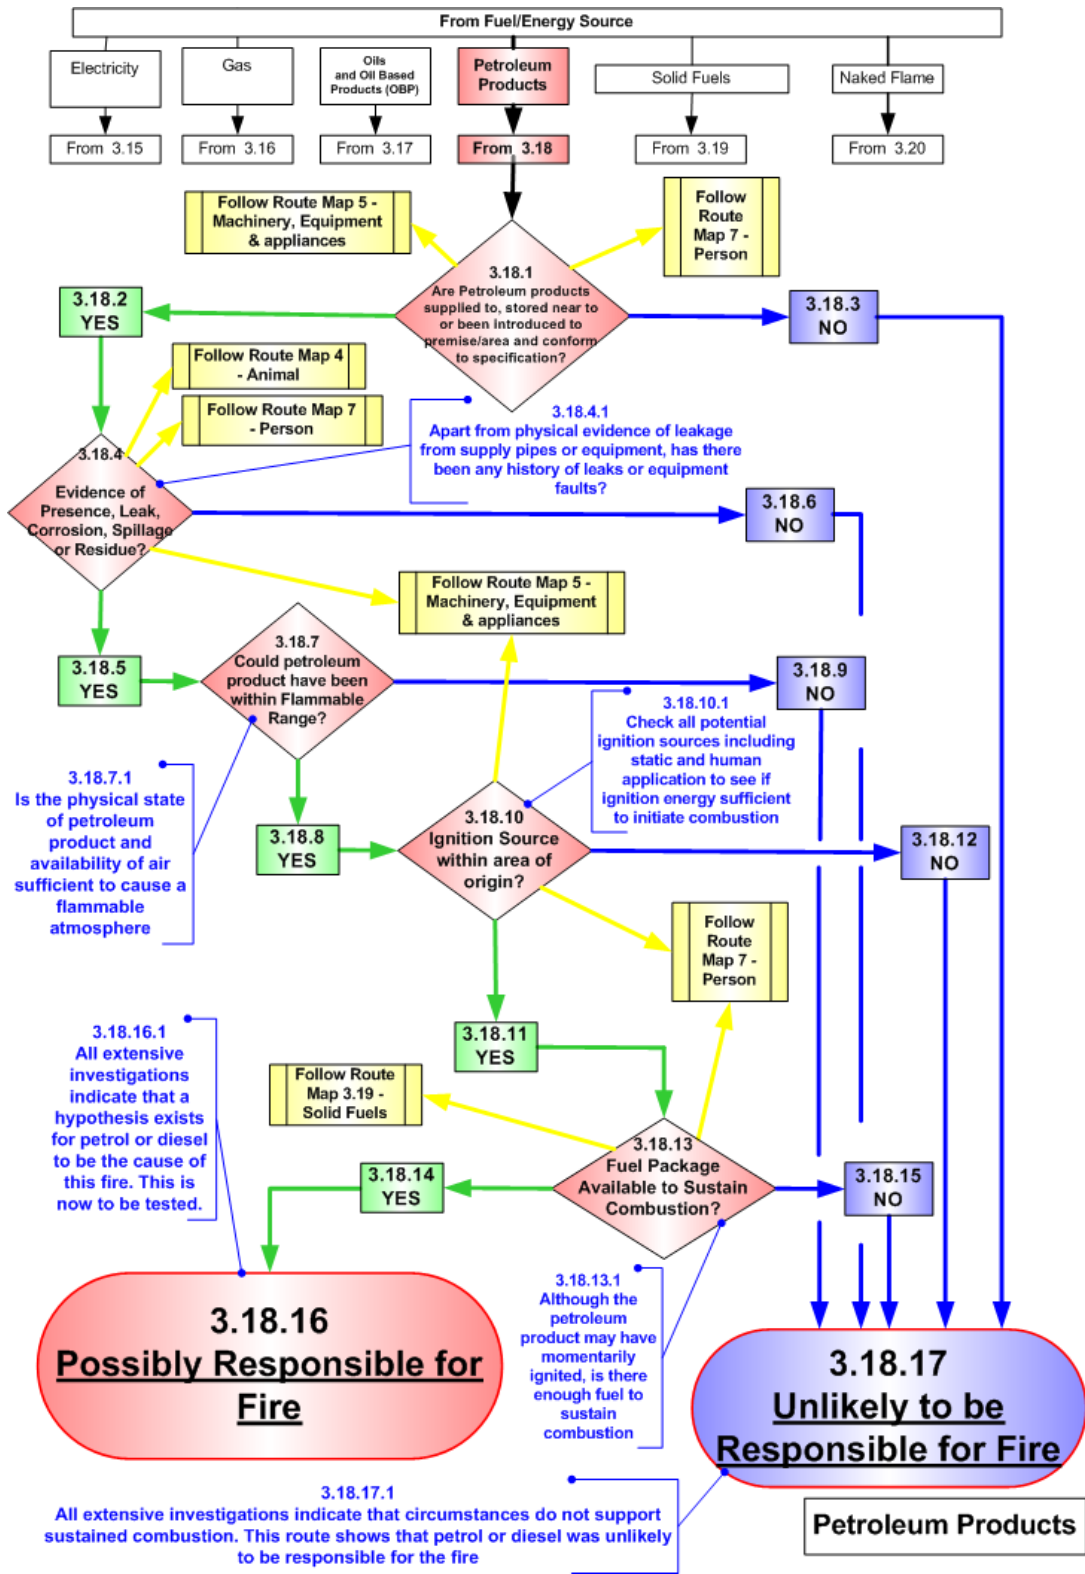 From Fuel/Energy Source
Electricity
Gas
Oils
and Oil Based
Products (OBP)
Petroleum
Products
Solid Fuels
Naked Flame
From 3.15
From 3.16
From 3.17
From 3.18
From 3.19
From 3.20
Follow Route Map 5 -
Machinery, Equipment
& appliances
Follow
Route
Map 7 -
Person
3.18.1
Are Petroleum products
supplied to, stored near to
or been introduced to
premise/area and conform
to specification?
3.18.2
YES
3.18.3
NO
Follow Route Map 4
- Animal
Follow Route Map 7
- Person
3.18.4.1
Apart from physical evidence of leakage
from supply pipes or equipment, has there
been any history of leaks or equipment
faults?
3.18.4
Evidence of
Presence, Leak,
Corrosion, Spillage
or Residue?
3.18.6
NO
Follow Route Map 5 -
Machinery, Equipment
& appliances
3.18.5
YES
3.18.7
Could petroleum
product have been
within Flammable
Range?
3.18.9
NO
3.18.10.1
Check all potential
ignition sources including
static and human
application to see if
ignition energy sufficient
to initiate combustion
3.18.7.1
Is the physical state
of petroleum
product and
availability of air
sufficient to cause a
flammable
atmosphere
3.18.8
YES
3.18.10
Ignition Source
within area of
origin?
3.18.12
NO
Follow
Route
Map 7 -
Person
3.18.11
YES
3.18.16.1
All extensive
investigations
indicate that a
hypothesis exists
for petrol or diesel
to be the cause of
this fire. This is
now to be tested.
Follow Route
Map 3.19 -
Solid Fuels
3.18.13
Fuel Package
Available to Sustain
Combustion?
3.18.14
YES
3.18.15
NO
3.18.13.1
Although the
petroleum
product may have
momentarily
ignited, is there
enough fuel to
sustain
combustion
3.18.16
Possibly Responsible for
Fire
3.18.17
Unlikely to be
Responsible for Fire
3.18.17.1
All extensive investigations indicate that circumstances do not support
sustained combustion. This route shows that petrol or diesel was unlikely
to be responsible for the fire
Petroleum Products